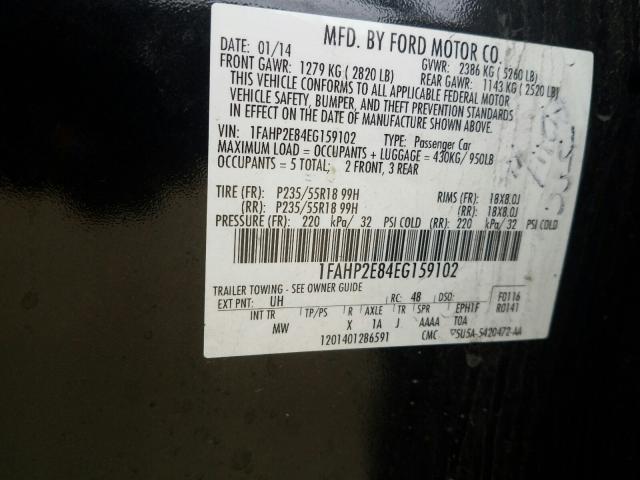 MFD. BY FORD MOTOR CO.
DATE: 01/14 GVWR: 2386 KG ( 5260 LB)
FRONT GAWR: 1279 KG ( 2820 LB) REAR GAWR: 1143 KG ( 2520 LB)
THIS VEHICLE CONFORMS TO ALL APPLICABLE FEDERAL MOTOR
VEHICLE SAFETY, BUMPER, AND THEFT PREVENTION STANDARDS
IN EFFECT ON THE DATE OF MANUFACTURE SHOWN ABOVE.
VIN: 1FAHP2E84EG159102 TYPE: Passenger Car
MAXIMUM LOAD = OCCUPANTS + LUGGAGE = 430KG/ 950LB
OCCUPANTS = 5 TOTAL: 2 FRONT, 3 REAR
TIRE (FR): P235/55R18 99H RIMS (FR): 18X8.0J
(RR): P235/55R18 99H (RR): 18X8.0J
PRESSURE (FR): 220 kPa/ 32 PSI COLD (RR): 220 kPa/ 32 PSI COLD
1FAHP2E84EG159102
TRAILER TOWING - SEE OWNER GUIDE
EXT PNT: UH RC: 48 DSO: F0116
R0141
INT TR TP/PS R AXLE TR SPR EPH1F
MW X 1A J AAAA T0A
1201401286591 CMC 5U5A-5420472-AA